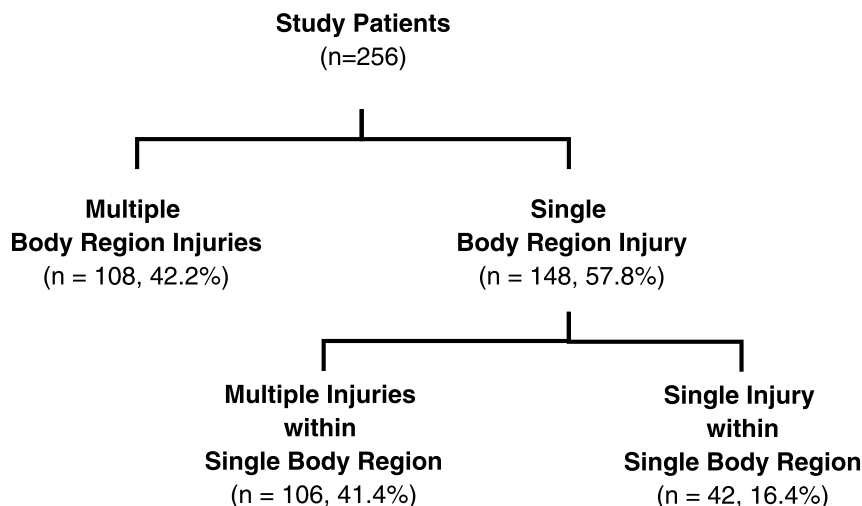 Study Patients
(n=256)
Multiple
Body Region Injuries
(n = 108, 42.2%)
Single
Body Region Injury
(n = 148, 57.8%)
Multiple Injuries
within
Single Body Region
(n = 106, 41.4%)
Single Injury
within
Single Body Region
(n = 42, 16.4%)